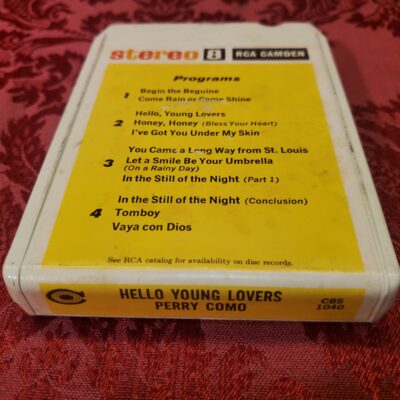 stereo 8 RCA CAMDEN
Programs
1 Begin the Beguine
Come Rain or Come Shine
Hello, Young Lovers
2 Honey, Honey (Bless Your Heart)
I've Got You Under My Skin
You Came a Long Way from St. Louis
3 Let a Smile Be Your Umbrella
(On a Rainy Day)
In the Still of the Night (Part 1)
In the Still of the Night (Conclusion)
4 Tomboy
Vaya con Dios
See RCA catalog for availability on disc records.
HELLO YOUNG LOVERS
PERRY COMO
C8S
1040